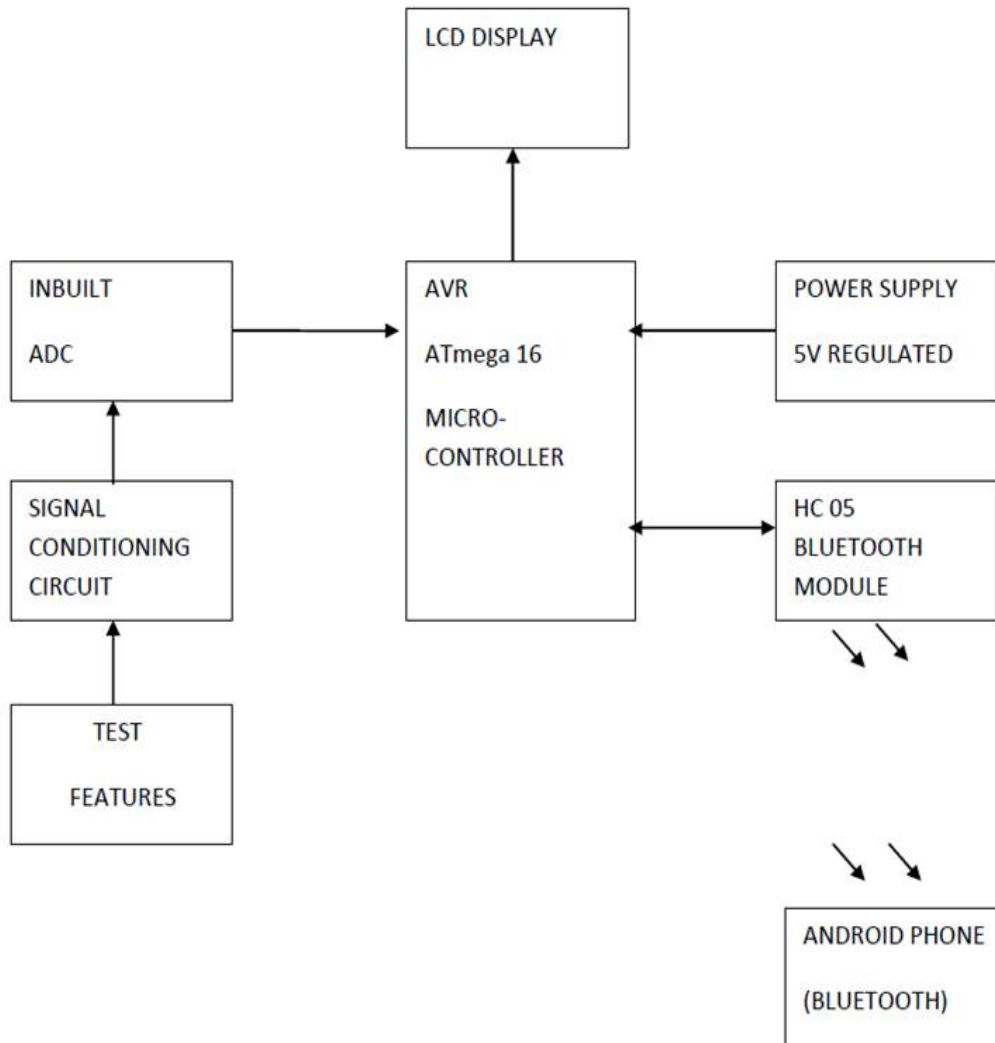 LCD DISPLAY
INBUILT
ADC
AVR
ATmega 16
MICRO-
CONTROLLER
POWER SUPPLY
5V REGULATED
SIGNAL
CONDITIONING
CIRCUIT
HC 05
BLUETOOTH
MODULE
TEST
FEATURES
ANDROID PHONE
(BLUETOOTH)